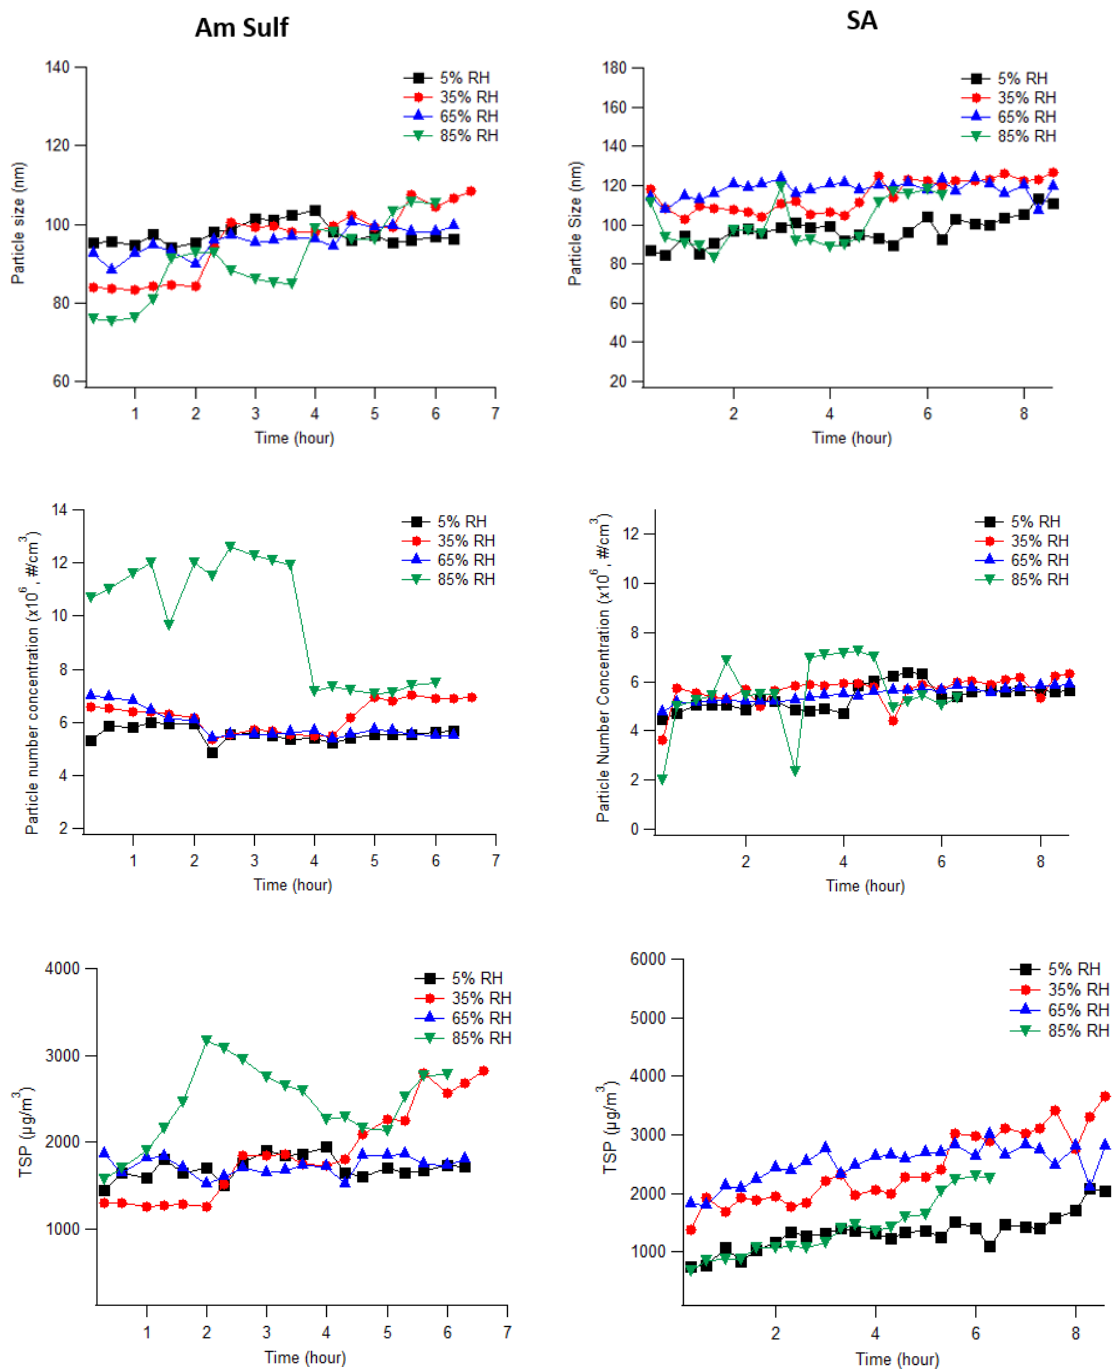 Am Sulf
SA
140
120
100
80
60
Particle size (nm)
5% RH
35% RH
65% RH
85% RH
1 2 3 4 5 6 7
Time (hour)
180
160
140
120
100
80
60
40
20
Particle Size (nm)
5% RH
35% RH
65% RH
85% RH
2 4 6 8
Time (hour)
14
12
10
8
6
4
2
Particle number concentration (x10⁶, #/cm³)
5% RH
35% RH
65% RH
85% RH
1 2 3 4 5 6 7
Time (hour)
12
10
8
6
4
2
0
Particle Number Concentration (x10⁶, #/cm³)
5% RH
35% RH
65% RH
85% RH
2 4 6 8
Time (hour)
4000
3000
2000
1000
TSP (µg/m³)
5% RH
35% RH
65% RH
85% RH
1 2 3 4 5 6 7
Time (hour)
6000
5000
4000
3000
2000
1000
TSP (µg/m³)
5% RH
35% RH
65% RH
85% RH
2 4 6 8
Time (hour)